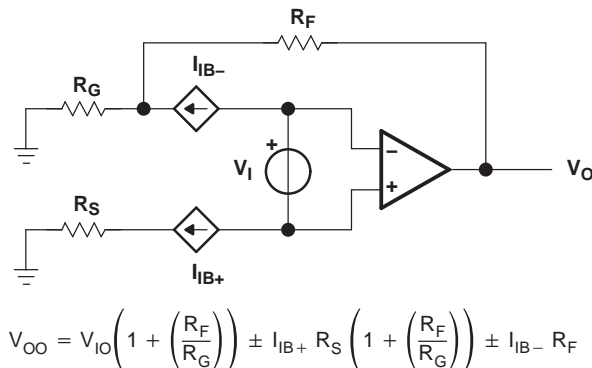 RF
IIB−
RG
+
VI
−
+
VO
RS
IIB+
VOO = VIO(1 + (RF/RG)) ± IIB+ RS (1 + (RF/RG) ± IIB− RF